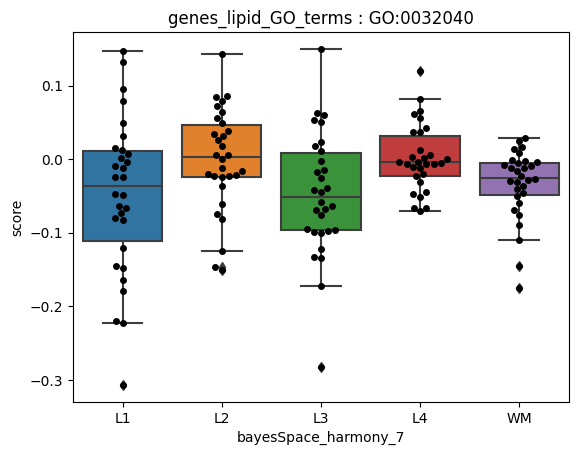 genes_lipid_GO_terms : GO:0032040
0.1
0.0
−0.1
−0.2
−0.3
score
L1 L2 L3 L4 WM
bayesSpace_harmony_7